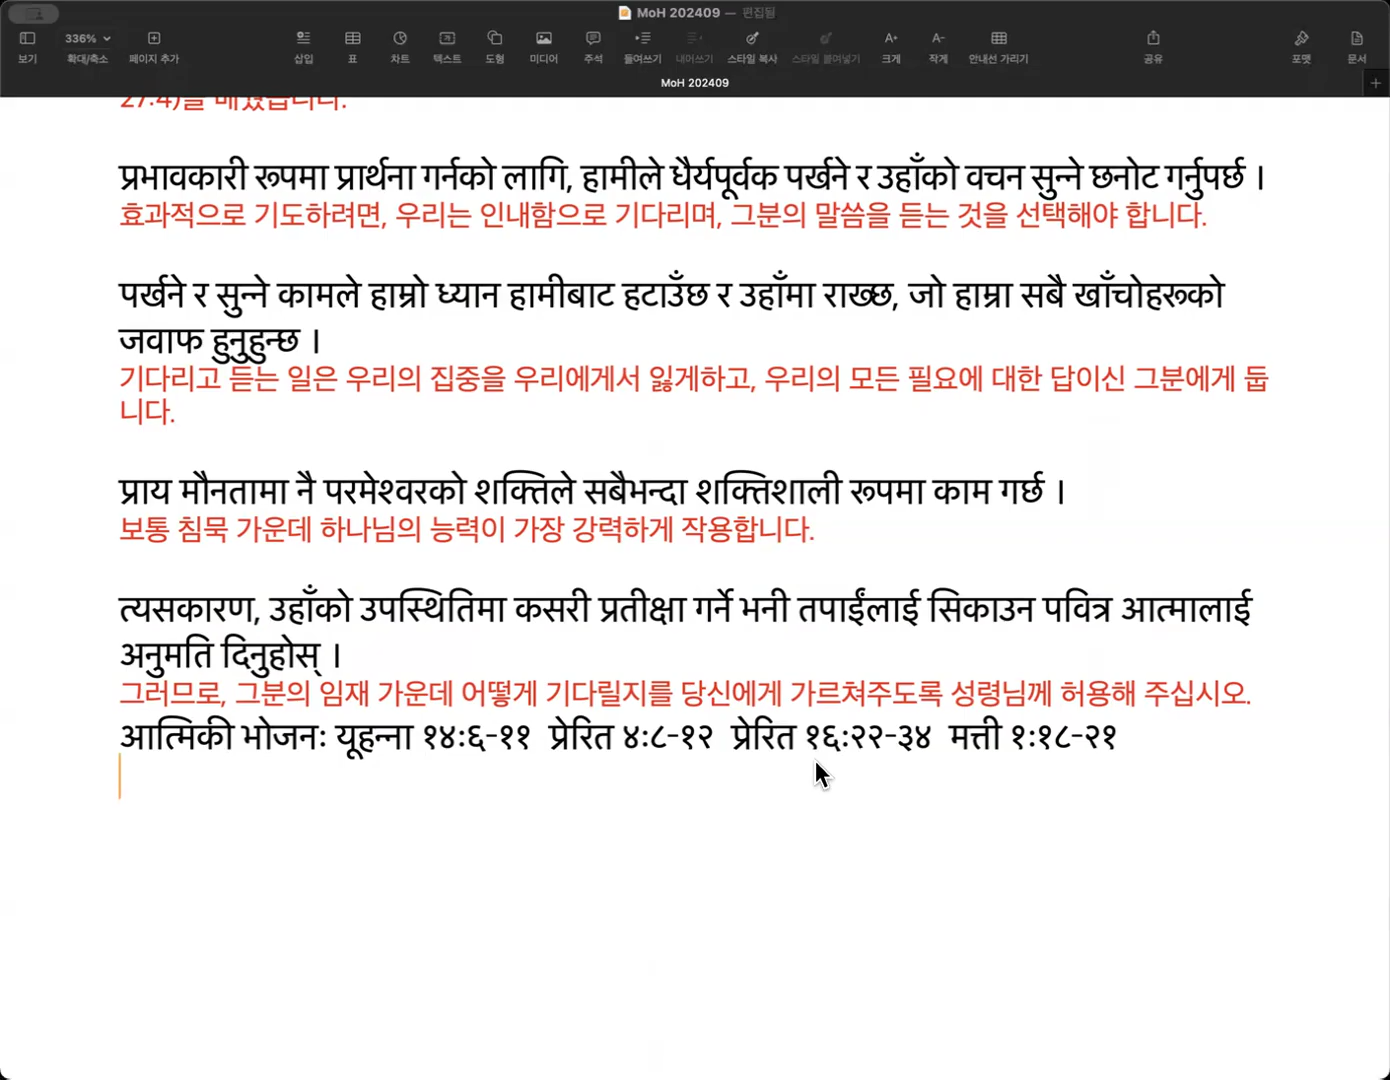 MoH 202409 — 편집됨
336%
보기 확대/축소 페이지 추가 삽입 표 차트 텍스트 도형 미디어 주석 들여쓰기 내어쓰기 스타일 복사 스타일 붙여넣기 크게 작게 안내선 가리기 공유 포맷 문서
MoH 202409
27:4)을 배웠습니다.
प्रभावकारी रूपमा प्रार्थना गर्नको लागि, हामीले धैर्यपूर्वक पर्खने र उहाँको वचन सुन्ने छनोट गर्नुपर्छ ।
효과적으로 기도하려면, 우리는 인내함으로 기다리며, 그분의 말씀을 듣는 것을 선택해야 합니다.
पर्खने र सुन्ने कामले हाम्रो ध्यान हामीबाट हटाउँछ र उहाँमा राख्छ, जो हाम्रा सबै खाँचोहरूको
जवाफ हुनुहुन्छ ।
기다리고 듣는 일은 우리의 집중을 우리에게서 잃게하고, 우리의 모든 필요에 대한 답이신 그분에게 둡
니다.
प्राय मौनतामा नै परमेश्वरको शक्तिले सबैभन्दा शक्तिशाली रूपमा काम गर्छ ।
보통 침묵 가운데 하나님의 능력이 가장 강력하게 작용합니다.
त्यसकारण, उहाँको उपस्थितिमा कसरी प्रतीक्षा गर्ने भनी तपाईंलाई सिकाउन पवित्र आत्मालाई
अनुमति दिनुहोस् ।
그러므로, 그분의 임재 가운데 어떻게 기다릴지를 당신에게 가르쳐주도록 성령님께 허용해 주십시오.
आत्मिकी भोजनः यूहन्ना १४:६-११ प्रेरित ४:८-१२ प्रेरित १६:२२-३४ मत्ती १:१८-२१